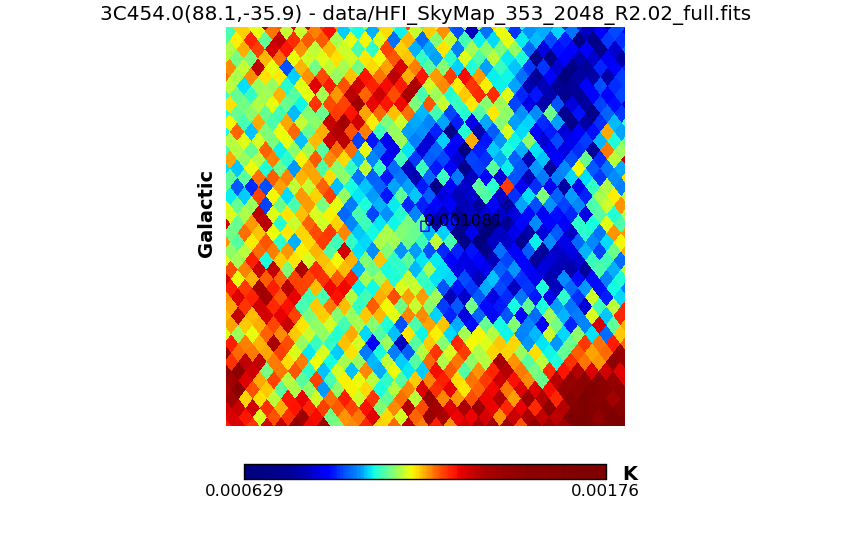 3C454.0(88.1,-35.9) - data/HFI_SkyMap_353_2048_R2.02_full.fits
Galactic
0.001081
K
0.000629 0.00176